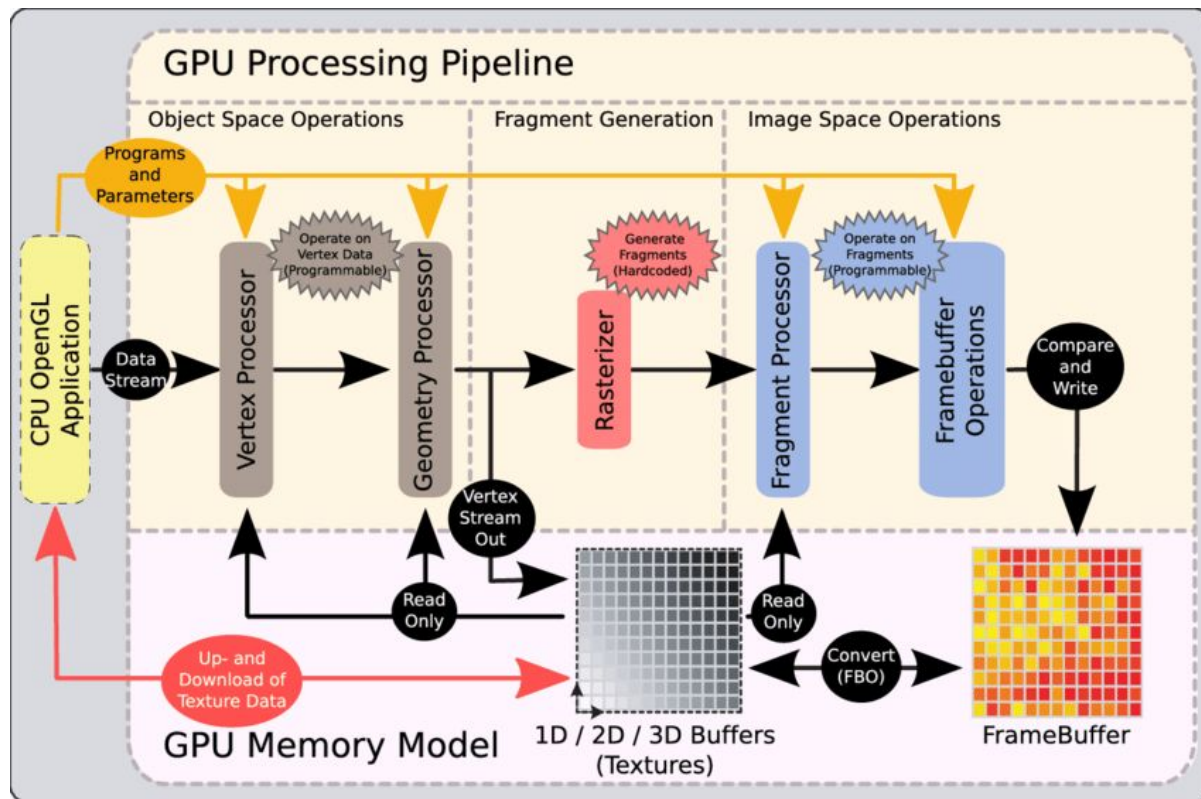 GPU Processing Pipeline
Object Space Operations
Fragment Generation
Image Space Operations
Programs
and
Parameters
Operate on
Vertex Data
(Programmable)
Generate
Fragments
(Hardcoded)
Operate on
Fragments
(Programmable)
CPU OpenGL
Application
Data
Stream
Vertex Processor
Geometry Processor
Rasterizer
Fragment Processor
Framebuffer
Operations
Compare
and
Write
Vertex
Stream
Out
Read
Only
Read
Only
Up- and
Download of
Texture Data
Convert
(FBO)
1D / 2D / 3D Buffers
(Textures)
FrameBuffer
GPU Memory Model